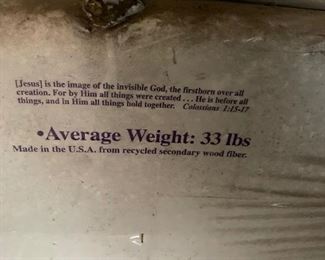 [Jesus] is the image of the invisible God, the firstborn over all
creation. For by Him all things were created . . . He is before all
things, and in Him all things hold together. Colossians 1:15-17
•Average Weight: 33 lbs
Made in the U.S.A. from recycled secondary wood fiber.